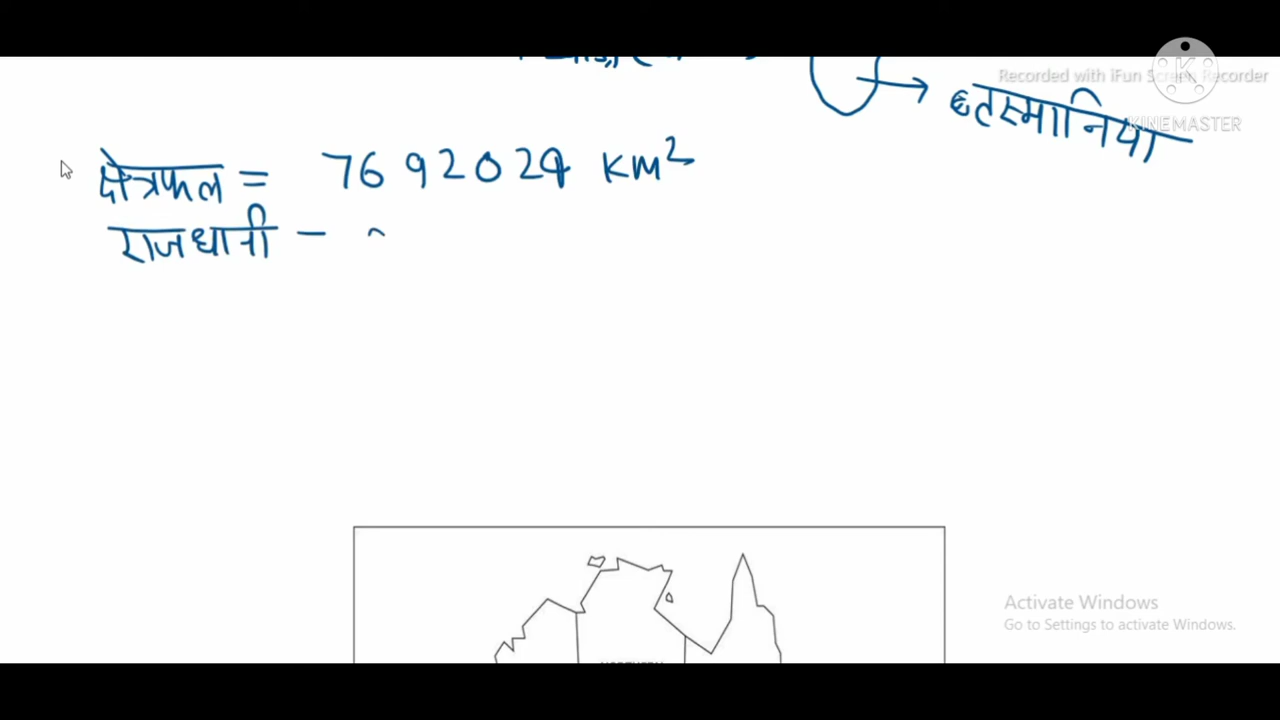 Recorded with iFun Screen Recorder
KINEMASTER
तस्मानिया
क्षेत्रफल = 7692024 KM²
राजधानी -
Activate Windows
Go to Settings to activate Windows.